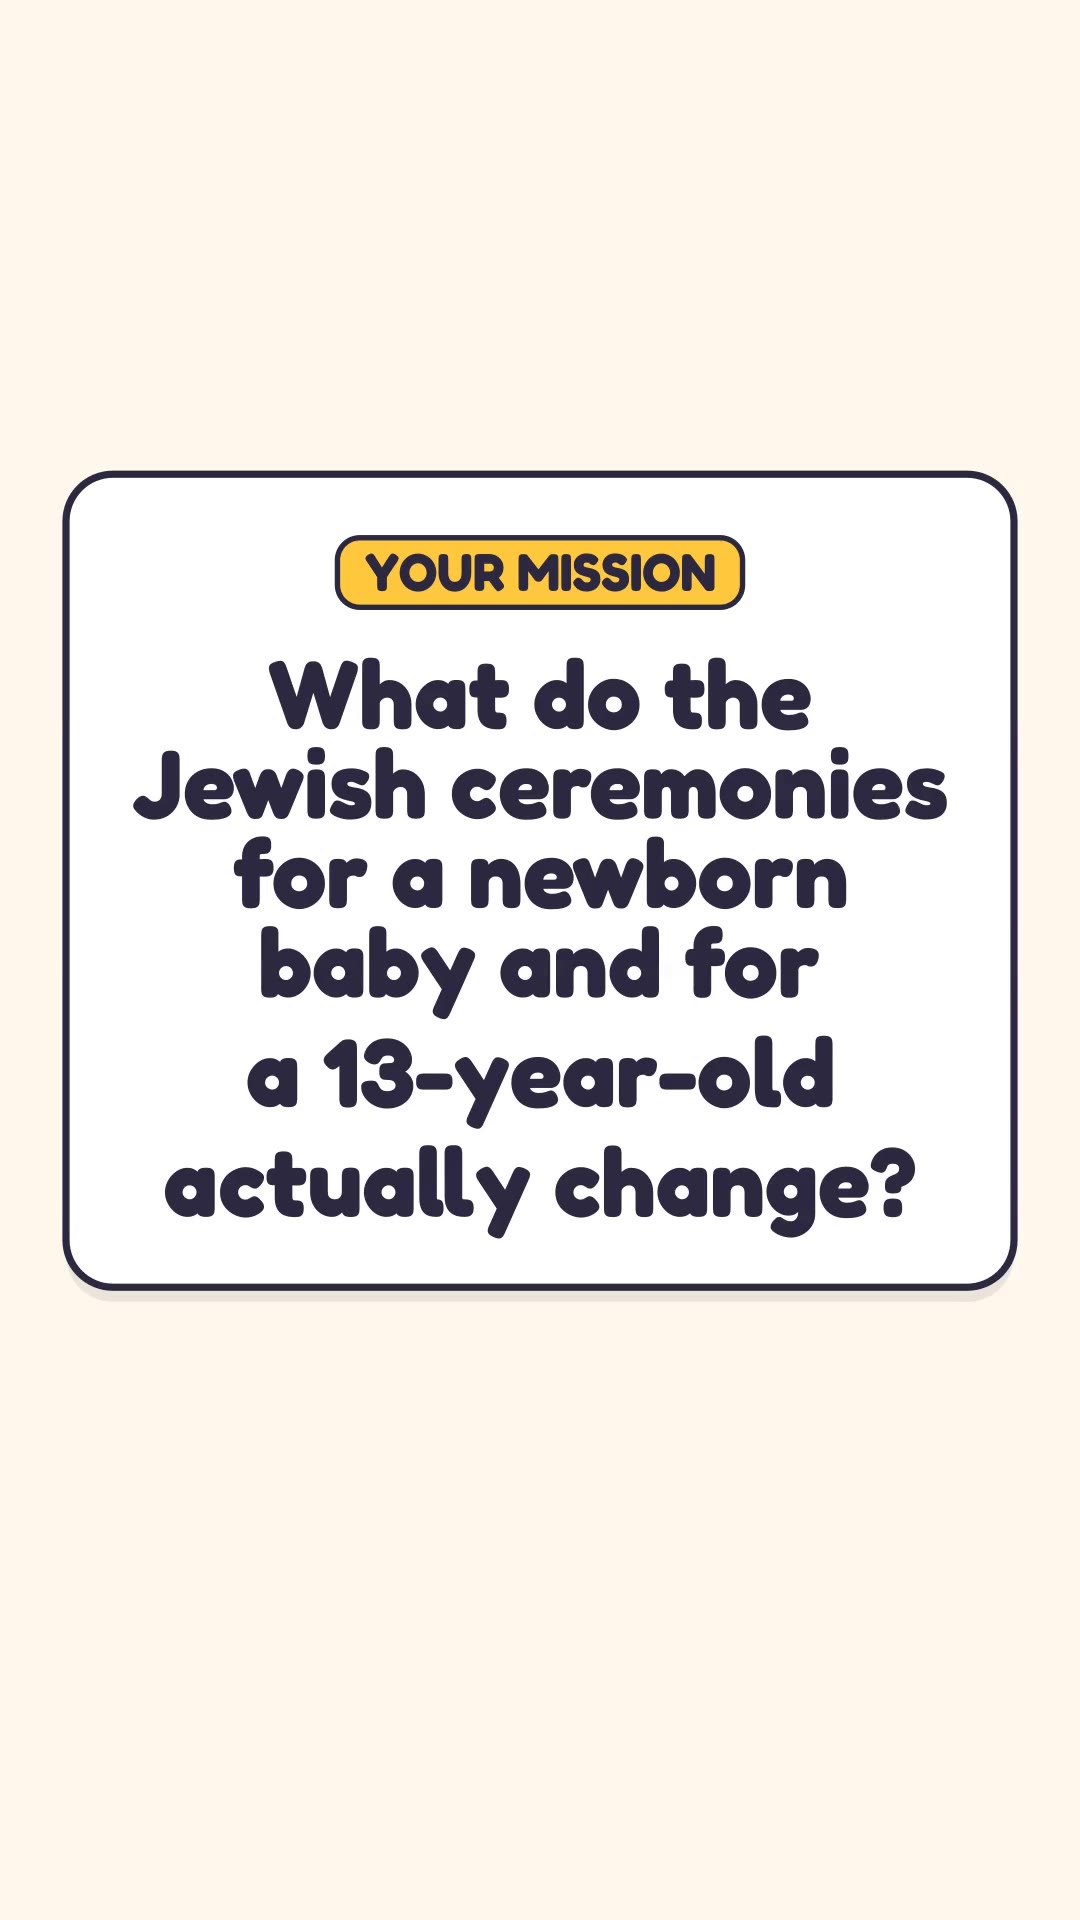 YOUR MISSION
What do the
Jewish ceremonies
for a newborn
baby and for
a 13-year-old
actually change?